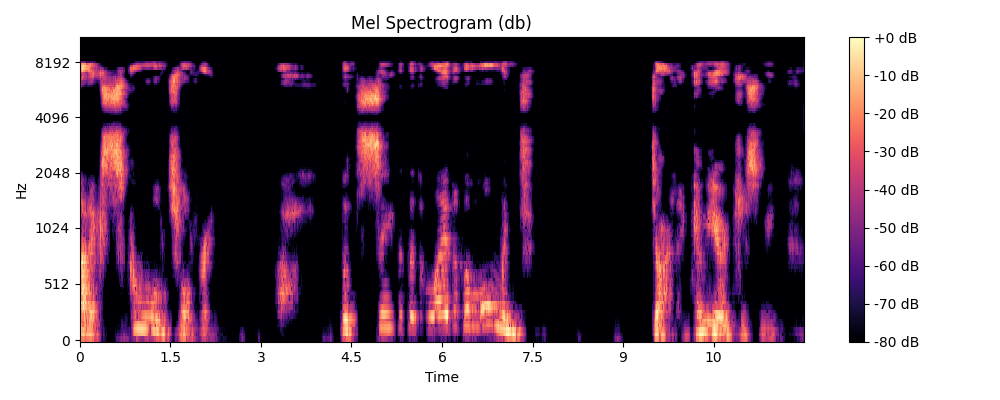 Mel Spectrogram (db)
8192
4096
2048
1024
512
0
Hz
0 1.5 3 4.5 6 7.5 9 10
Time
+0 dB
-10 dB
-20 dB
-30 dB
-40 dB
-50 dB
-60 dB
-70 dB
-80 dB